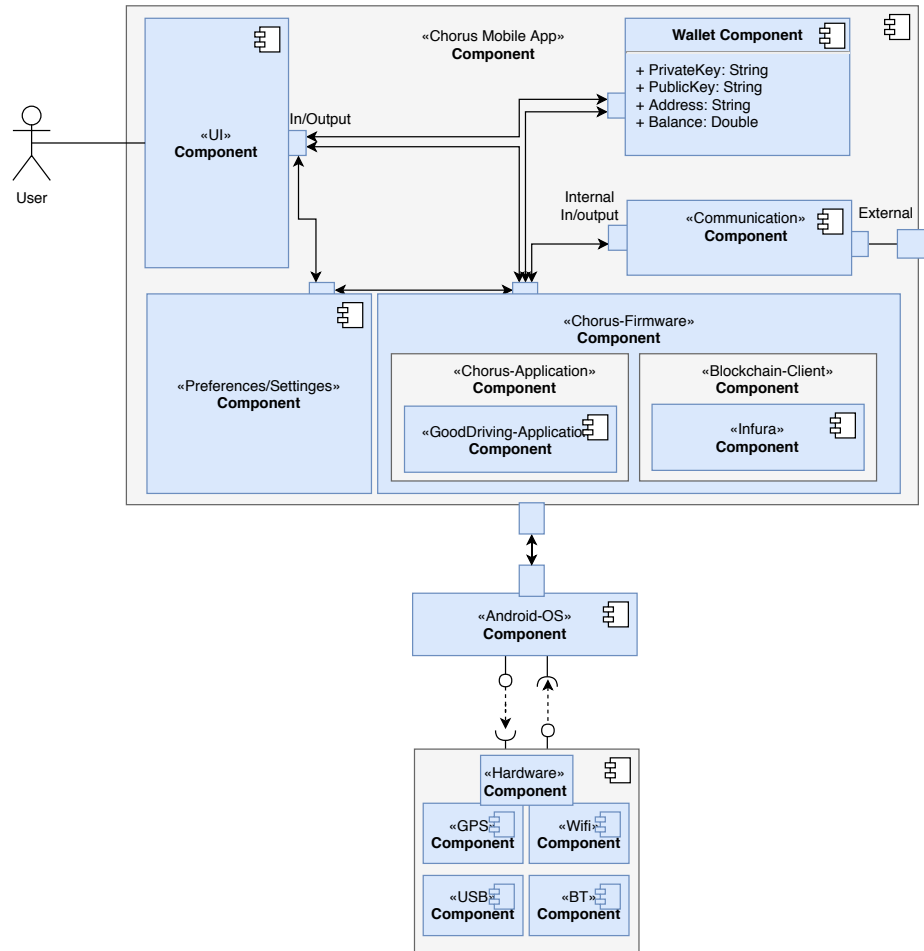 «Chorus Mobile App»
Component
«UI»
Component
In/Output
User
Wallet Component
+ PrivateKey: String
+ PublicKey: String
+ Address: String
+ Balance: Double
Internal
In/output
«Communication»
Component
External
«Preferences/Settinges»
Component
«Chorus-Firmware»
Component
«Chorus-Application»
Component
«GoodDriving-Application
Component
«Blockchain-Client»
Component
«Infura»
Component
«Android-OS»
Component
«Hardware»
Component
«GPS»
Component
«Wifi»
Component
«USB»
Component
«BT»
Component